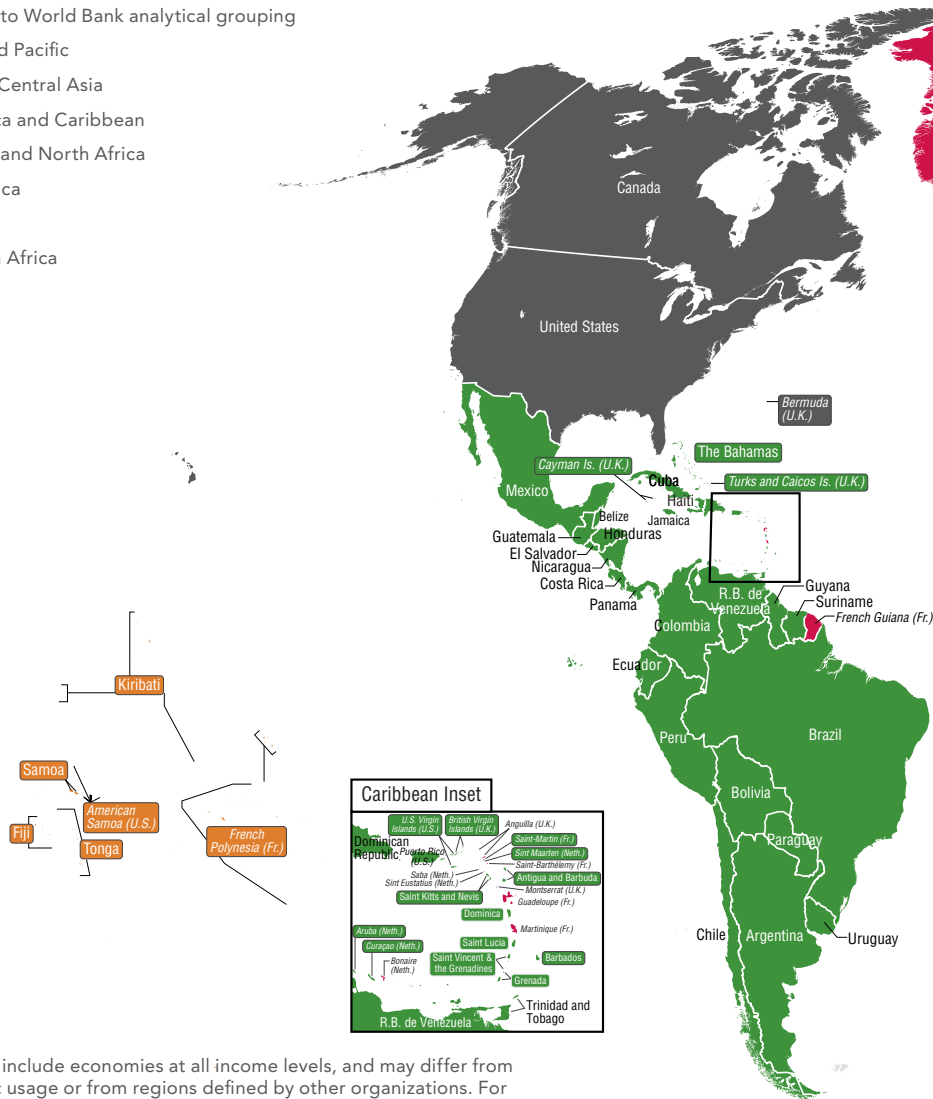 to World Bank analytical grouping
d Pacific
Central Asia
ca and Caribbean
and North Africa
ica
n Africa
Canada
United States
Bermuda
(U.K.)
The Bahamas
Cayman Is. (U.K.)
Cuba
Turks and Caicos Is. (U.K.)
Mexico
Haiti
Belize
Jamaica
Guatemala
Honduras
El Salvador
Nicaragua
Costa Rica
Panama
Guyana
R.B. de
Venezuela
Suriname
French Guiana (Fr.)
Colombia
Ecuador
Kiribati
Peru
Brazil
Samoa
Bolivia
American
Samoa (U.S.)
Fiji
Tonga
French
Polynesia (Fr.)
Paraguay
Chile
Argentina
Uruguay
Caribbean Inset
U.S. Virgin
Islands (U.S.)
British Virgin
Islands (U.K.)
Anguilla (U.K.)
Dominican
Republic
Puerto Rico
(U.S.)
Saint-Martin (Fr.)
Sint Maarten (Neth.)
Saint-Barthélemy (Fr.)
Saba (Neth.)
Sint Eustatius (Neth.)
Antigua and Barbuda
Saint Kitts and Nevis
Montserrat (U.K.)
Guadeloupe (Fr.)
Dominica
Martinique (Fr.)
Aruba (Neth.)
Curaçao (Neth.)
Saint Lucia
Bonaire
(Neth.)
Saint Vincent &
the Grenadines
Barbados
Grenada
Trinidad and
Tobago
R.B. de Venezuela
include economies at all income levels, and may differ from
c usage or from regions defined by other organizations. For